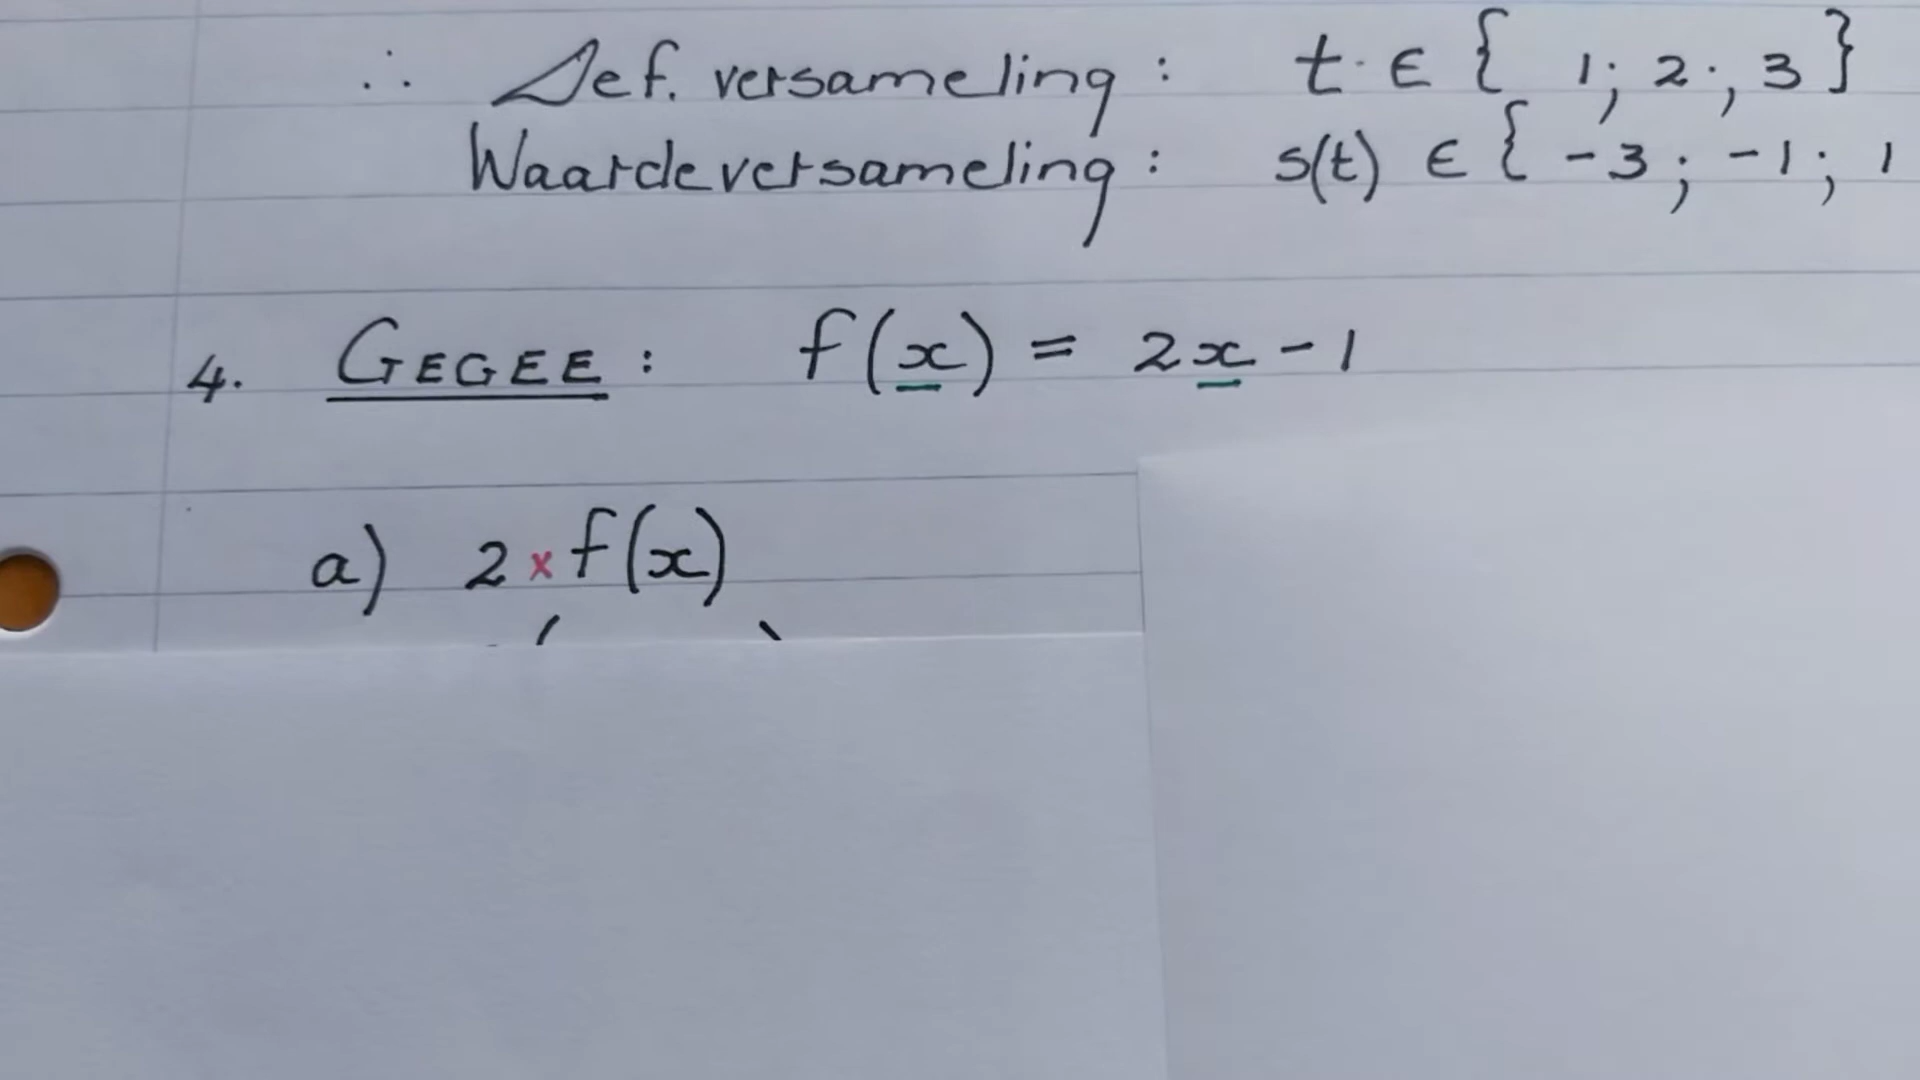 ∴ Def. versameling : t ∈ { 1; 2; 3 }
Waardeversameling : s(t) ∈ { -3; -1; 1
4. GEGEE : f(x) = 2x - 1
a) 2 × f(x)